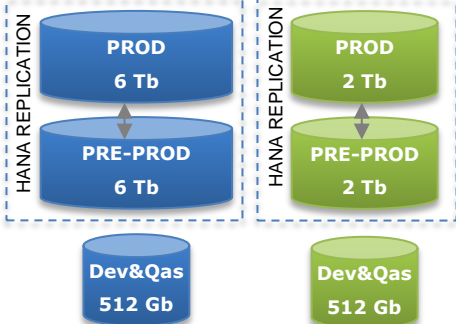 HANA REPLICATION
PROD
6 Tb
PRE-PROD
6 Tb
HANA REPLICATION
PROD
2 Tb
PRE-PROD
2 Tb
Dev&Qas
512 Gb
Dev&Qas
512 Gb